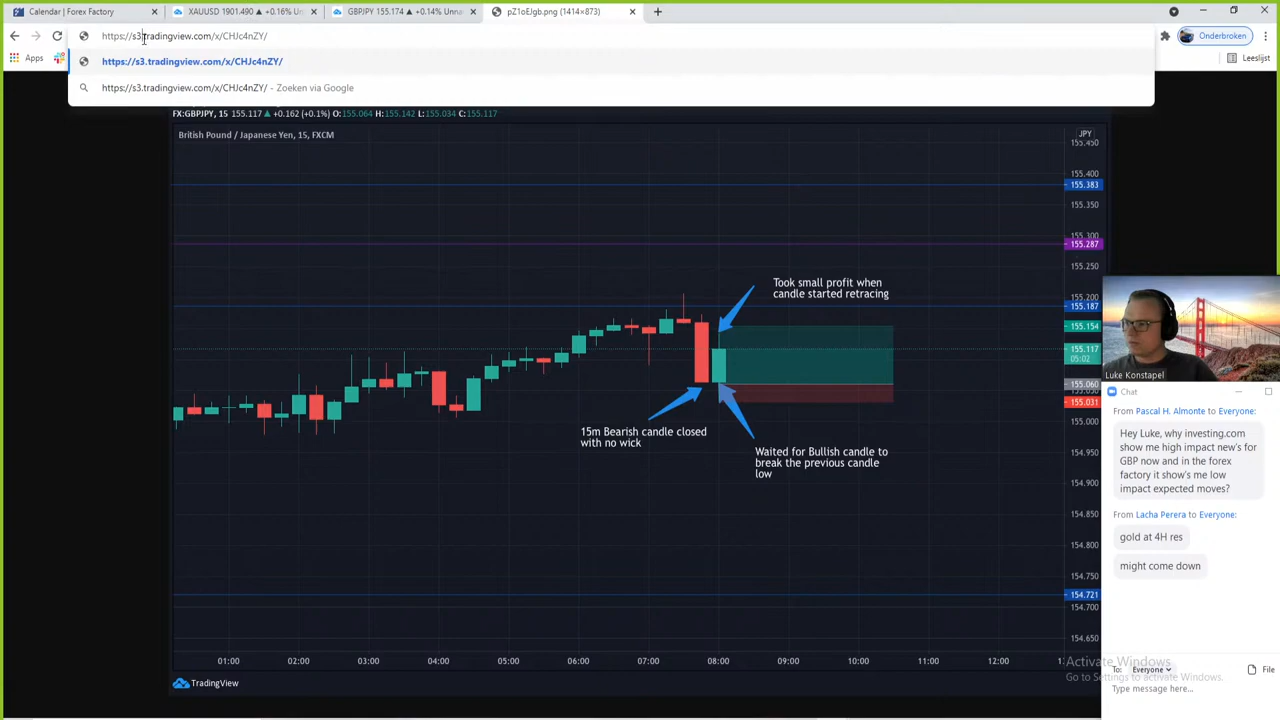 Calendar | Forex Factory
XAUUSD 1901.490 ▲ +0.16% Un
GBPJPY 155.174 ▲ +0.14% Unna
pZ1oEJgb.png (1414×873)
https://s3.tradingview.com/x/CHJc4nZY/
Onderbroken
Apps
https://s3.tradingview.com/x/CHJc4nZY/
Leeslijst
https://s3.tradingview.com/x/CHJc4nZY/ - Zoeken via Google
FX:GBPJPY, 15 155.117 ▲ +0.162 (+0.1%) O:155.064 H:155.142 L:155.034 C:155.117
British Pound / Japanese Yen, 15, FXCM
JPY
155.450
155.400
155.383
155.350
155.300
155.287
155.250
155.200
155.187
155.154
155.117
05:02
155.060
155.031
155.000
154.950
154.900
154.850
154.800
154.750
154.721
154.700
154.650
Took small profit when
candle started retracing
15m Bearish candle closed
with no wick
Waited for Bullish candle to
break the previous candle
low
01:00
02:00
03:00
04:00
05:00
06:00
07:00
08:00
09:00
10:00
11:00
12:00
TradingView
Luke Konstapel
Chat
From Pascal H. Almonte to Everyone:
Hey Luke, why investing.com
show me high impact new's for
GBP now and in the forex
factory it show's me low
impact expected moves?
From Lacha Perera to Everyone:
gold at 4H res
might come down
Activate Windows
Go to Settings to activate Windows.
To: Everyone
File
Type message here...